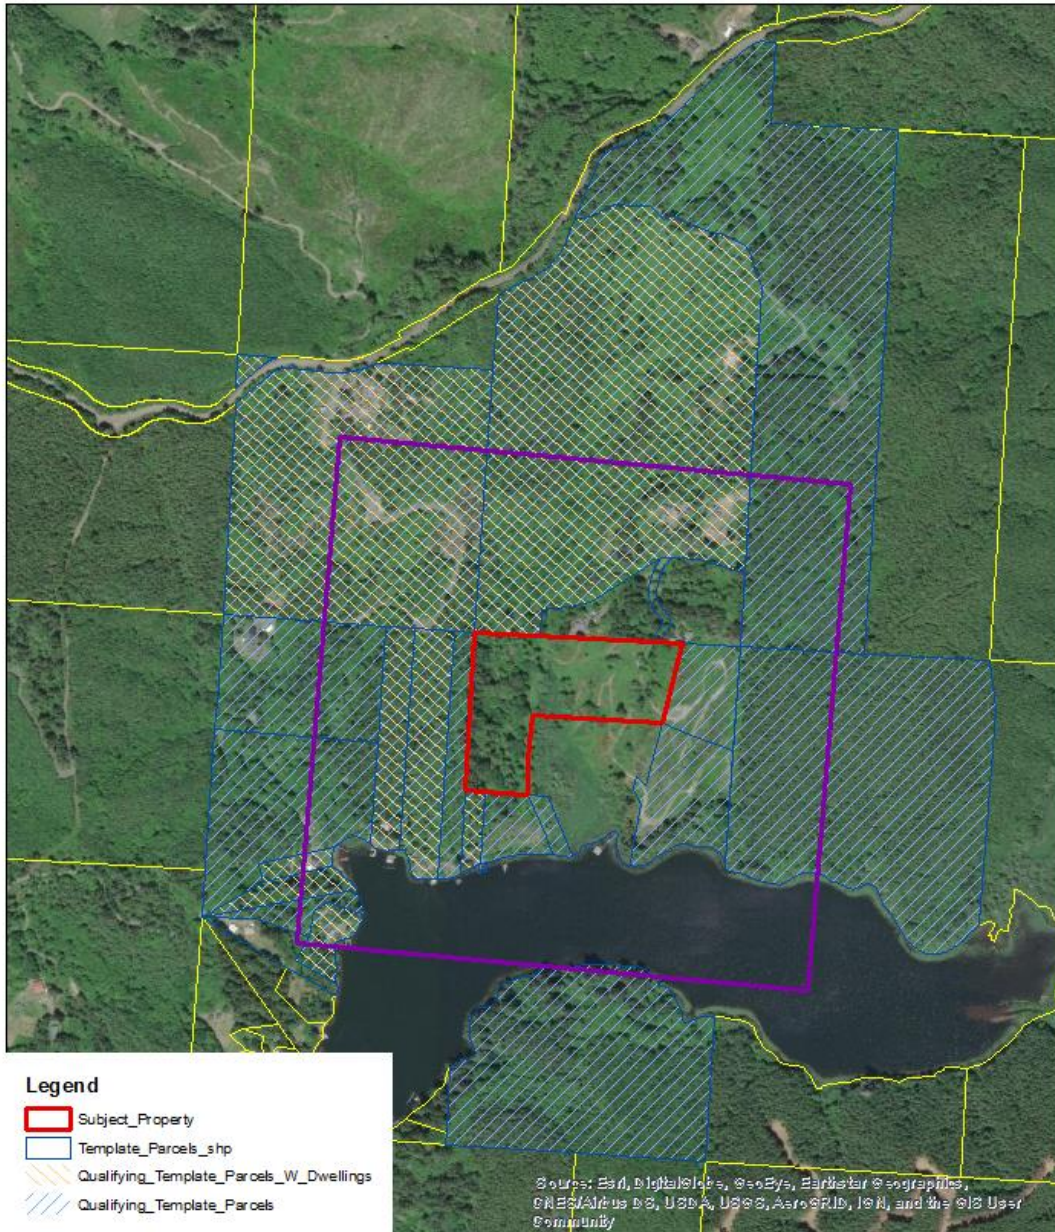 Legend
Subject_Property
Template_Parcels_shp
Qualifying_Template_Parcels_W_Dwellings
Qualifying_Template_Parcels
Source: Esri, DigitalGlobe, GeoEye, Earthstar Geographics,
CNES/Airbus DS, USDA, USGS, AeroGRID, IGN, and the GIS User
Community